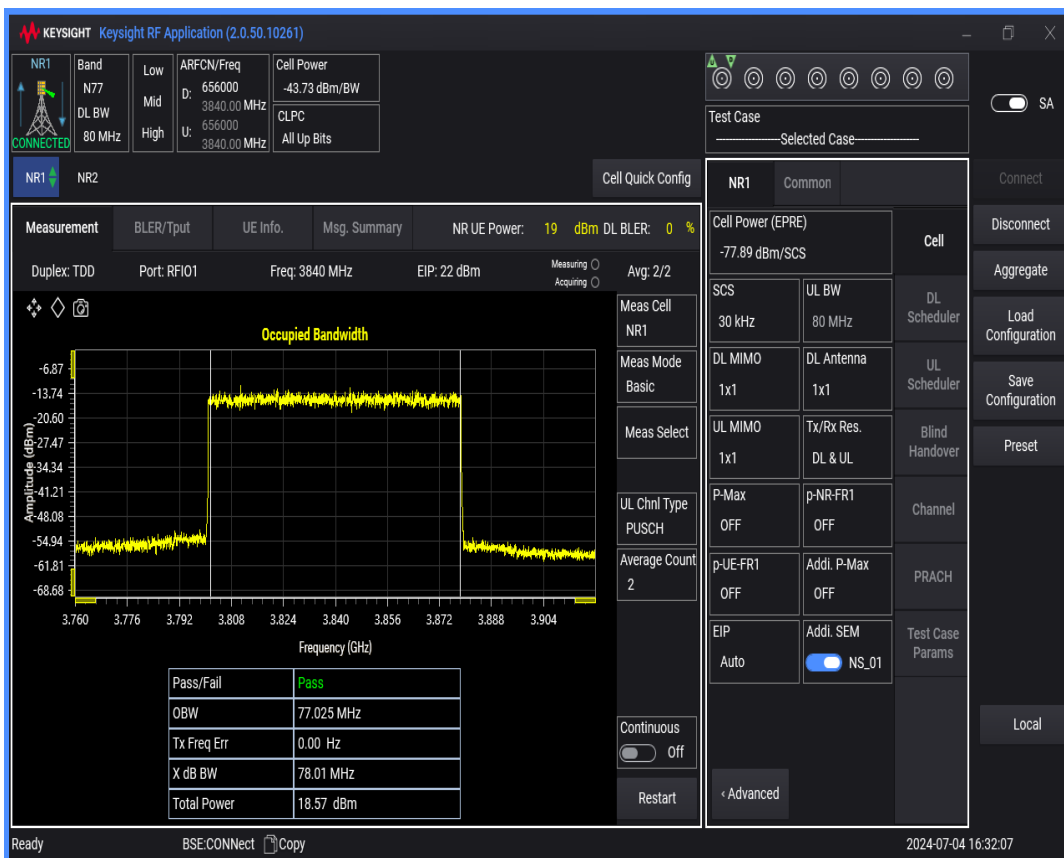 KEYSIGHT Keysight RF Application (2.0.50.10261)
NR1
CONNECTED
Band
N77
DL BW
80 MHz
Low
Mid
High
ARFCN/Freq
D: 656000
3840.00 MHz
U: 656000
3840.00 MHz
Cell Power
-43.73 dBm/BW
CLPC
All Up Bits
Test Case
-----------------Selected Case-----------------
SA
NR1
NR2
Cell Quick Config
NR1
Common
Connect
Measurement
BLER/Tput
UE Info.
Msg. Summary
NR UE Power: 19 dBm DL BLER: 0 %
Duplex: TDD
Port: RFIO1
Freq: 3840 MHz
EIP: 22 dBm
Measuring
Acquiring
Avg: 2/2
Occupied Bandwidth
Amplitude (dBm)
-6.87
-13.74
-20.60
-27.47
-34.34
-41.21
-48.08
-54.94
-61.81
-68.68
3.760 3.776 3.792 3.808 3.824 3.840 3.856 3.872 3.888 3.904
Frequency (GHz)
Pass/Fail Pass
OBW 77.025 MHz
Tx Freq Err 0.00 Hz
X dB BW 78.01 MHz
Total Power 18.57 dBm
Meas Cell
NR1
Meas Mode
Basic
Meas Select
UL Chnl Type
PUSCH
Average Count
2
Continuous
Off
Restart
Cell Power (EPRE)
-77.89 dBm/SCS
SCS
30 kHz
UL BW
80 MHz
DL MIMO
1x1
DL Antenna
1x1
UL MIMO
1x1
Tx/Rx Res.
DL & UL
P-Max
OFF
p-NR-FR1
OFF
p-UE-FR1
OFF
Addi. P-Max
OFF
EIP
Auto
Addi. SEM
NS_01
‹ Advanced
Cell
DL
Scheduler
UL
Scheduler
Blind
Handover
Channel
PRACH
Test Case
Params
Disconnect
Aggregate
Load
Configuration
Save
Configuration
Preset
Local
Ready
BSE:CONNect
Copy
2024-07-04 16:32:07